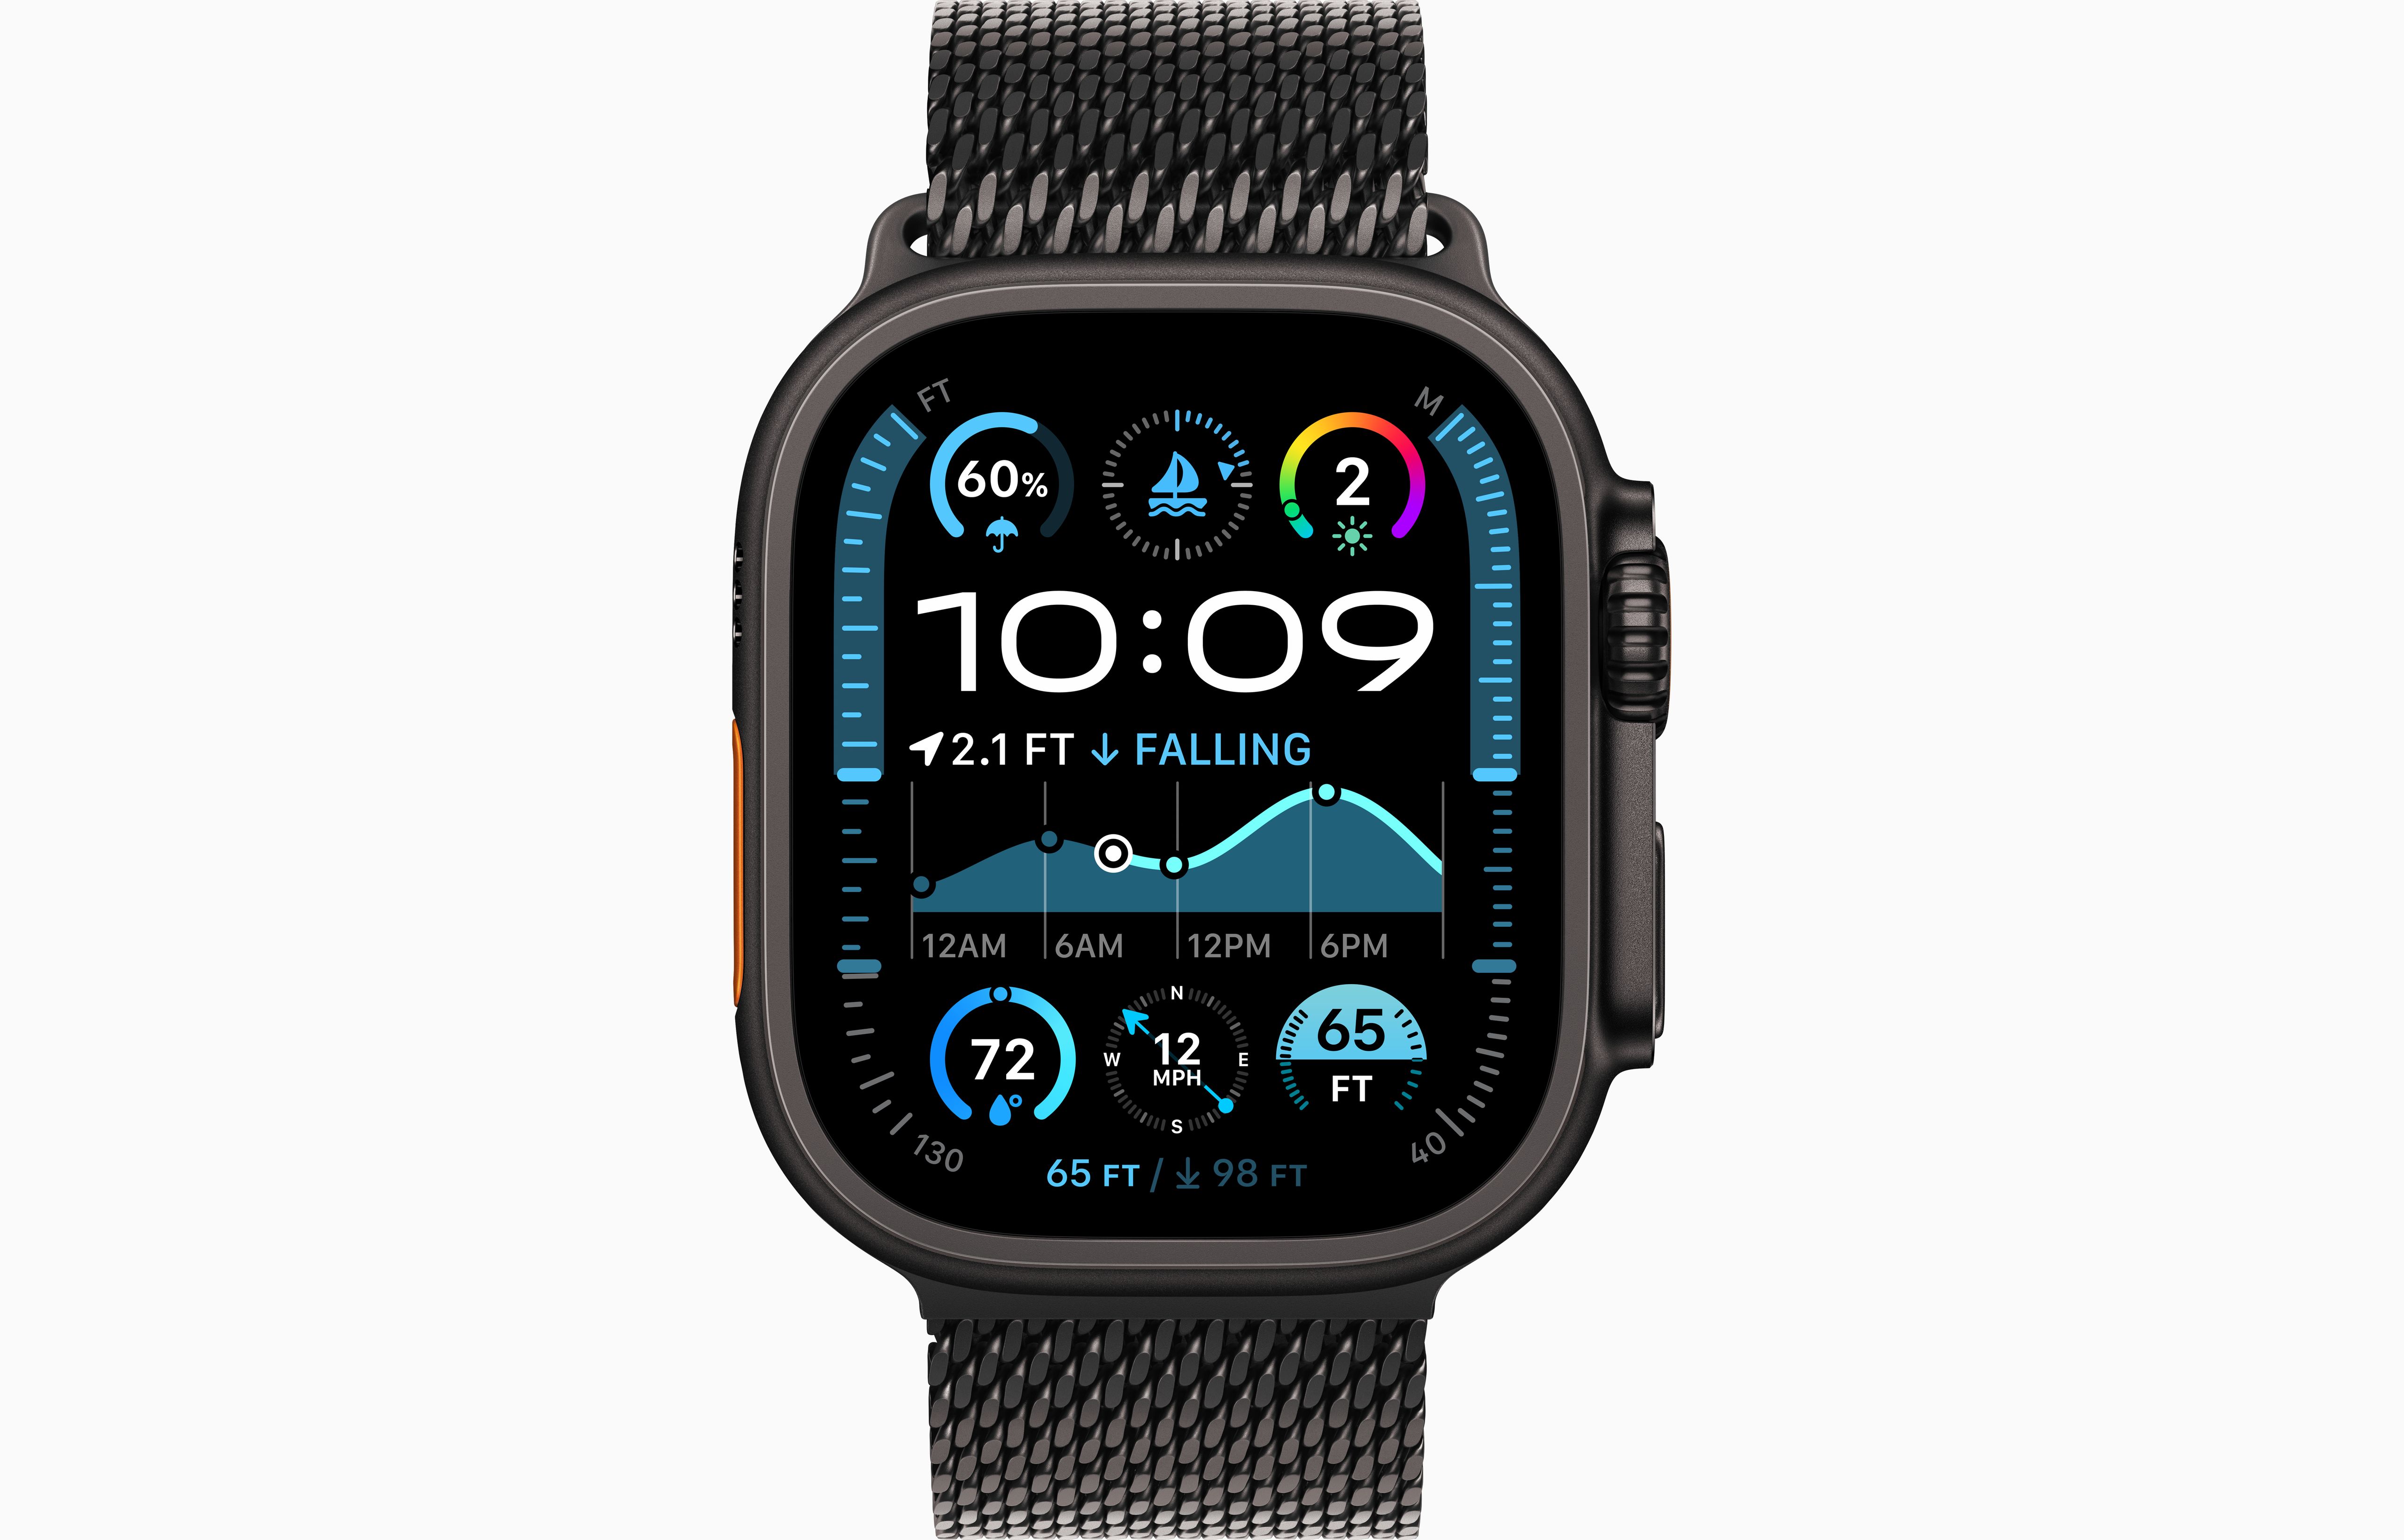 FT M
60% 2
10:09
2.1 FT ↓ FALLING
12AM 6AM 12PM 6PM
N
72 W 12 E 65
MPH FT
S
130 40
65 FT / ↓ 98 FT